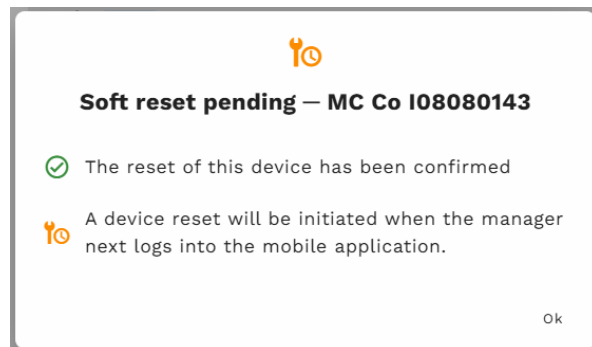 Soft reset pending — MC Co I08080143
The reset of this device has been confirmed
A device reset will be initiated when the manager
next logs into the mobile application.
Ok